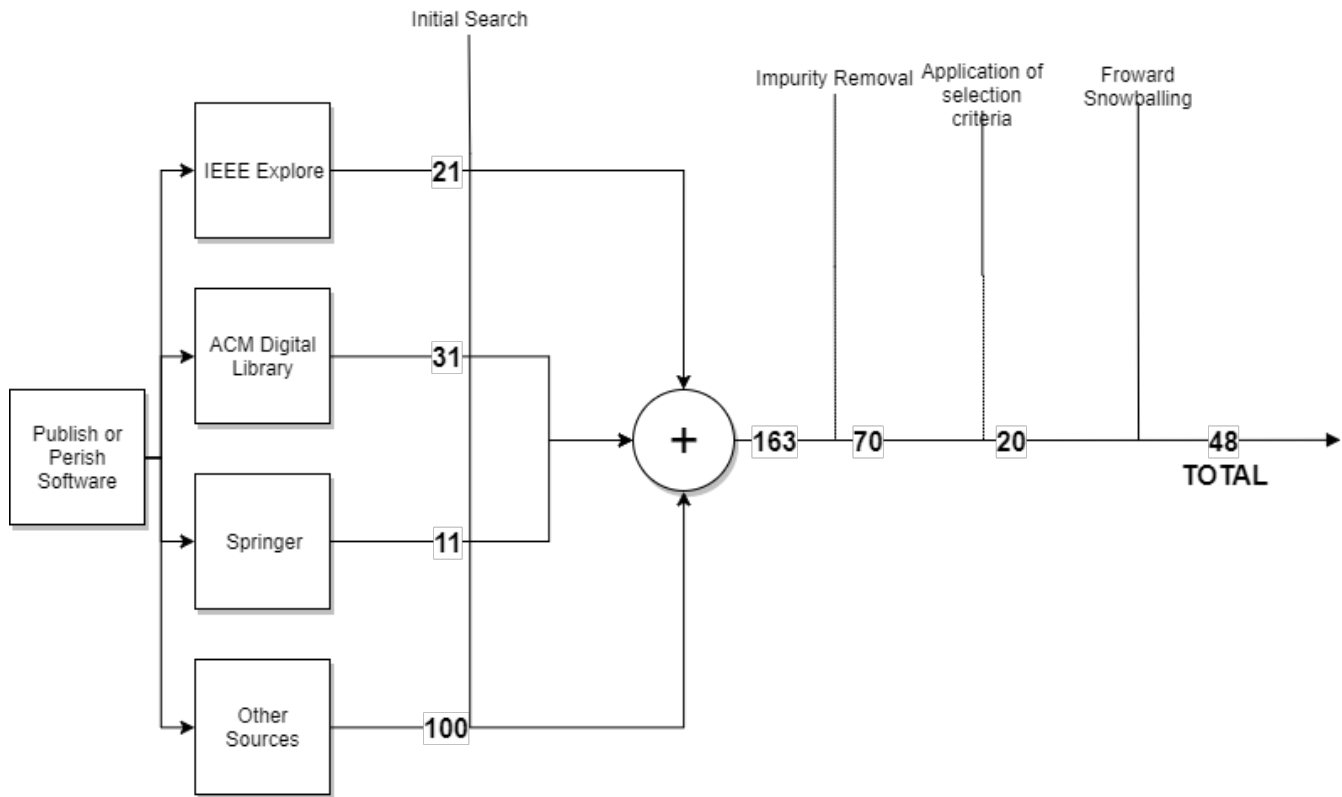 Initial Search
Impurity Removal
Application of
selection
criteria
Froward
Snowballing
IEEE Explore
21
ACM Digital
Library
31
Publish or
Perish
Software
+
163
70
20
48
TOTAL
Springer
11
Other
Sources
100